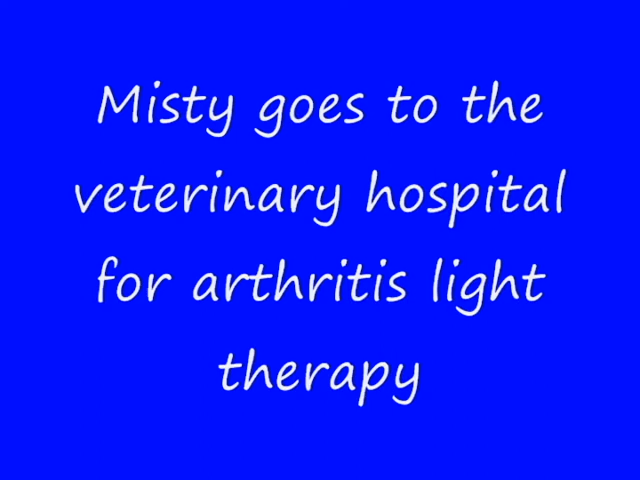 Misty goes to the
veterinary hospital
for arthritis light
therapy